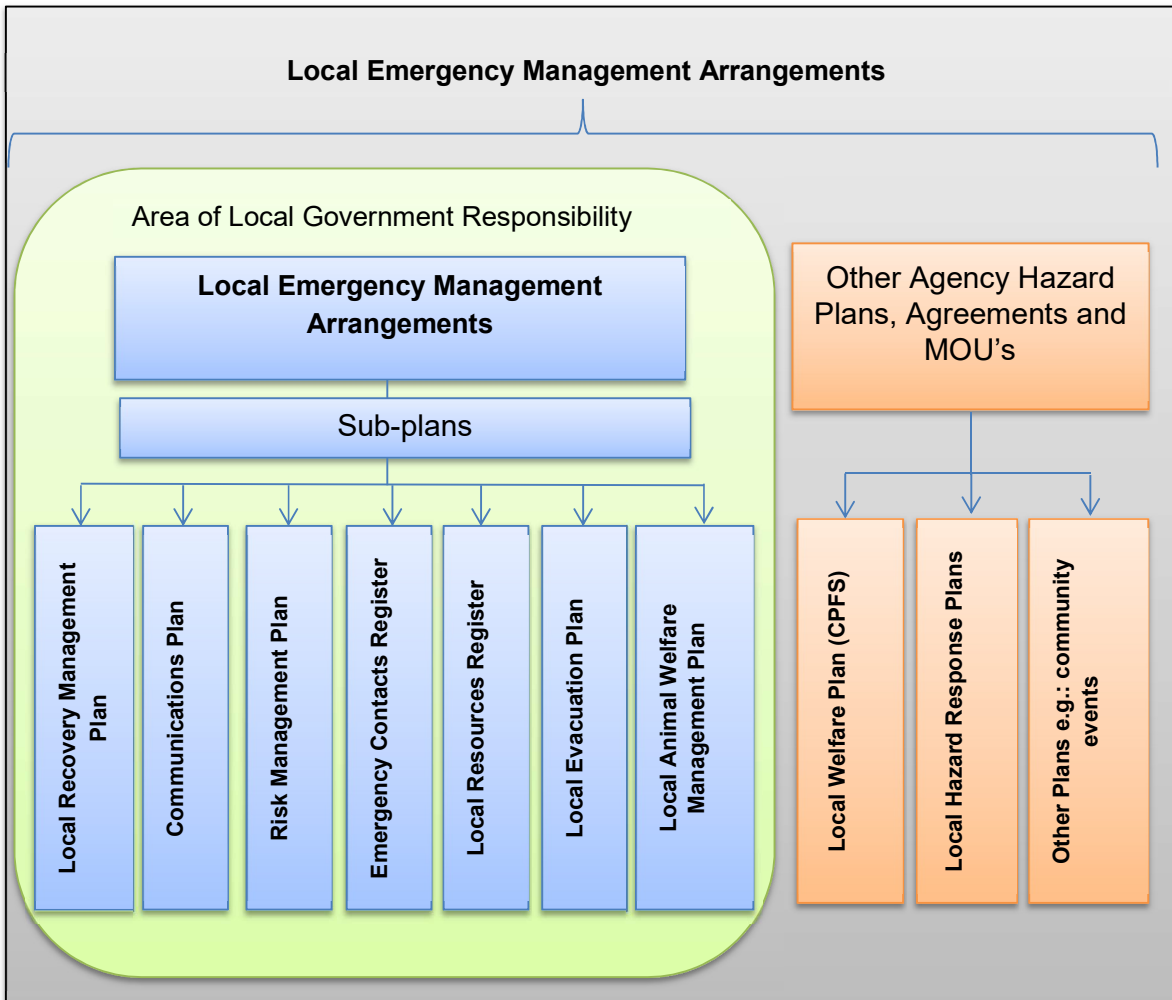 Local Emergency Management Arrangements
Area of Local Government Responsibility
Local Emergency Management
Arrangements
Sub-plans
Local Recovery Management
Plan
Communications Plan
Risk Management Plan
Emergency Contacts Register
Local Resources Register
Local Evacuation Plan
Local Animal Welfare
Management Plan
Other Agency Hazard
Plans, Agreements and
MOU’s
Local Welfare Plan (CPFS)
Local Hazard Response Plans
Other Plans e.g.: community
events